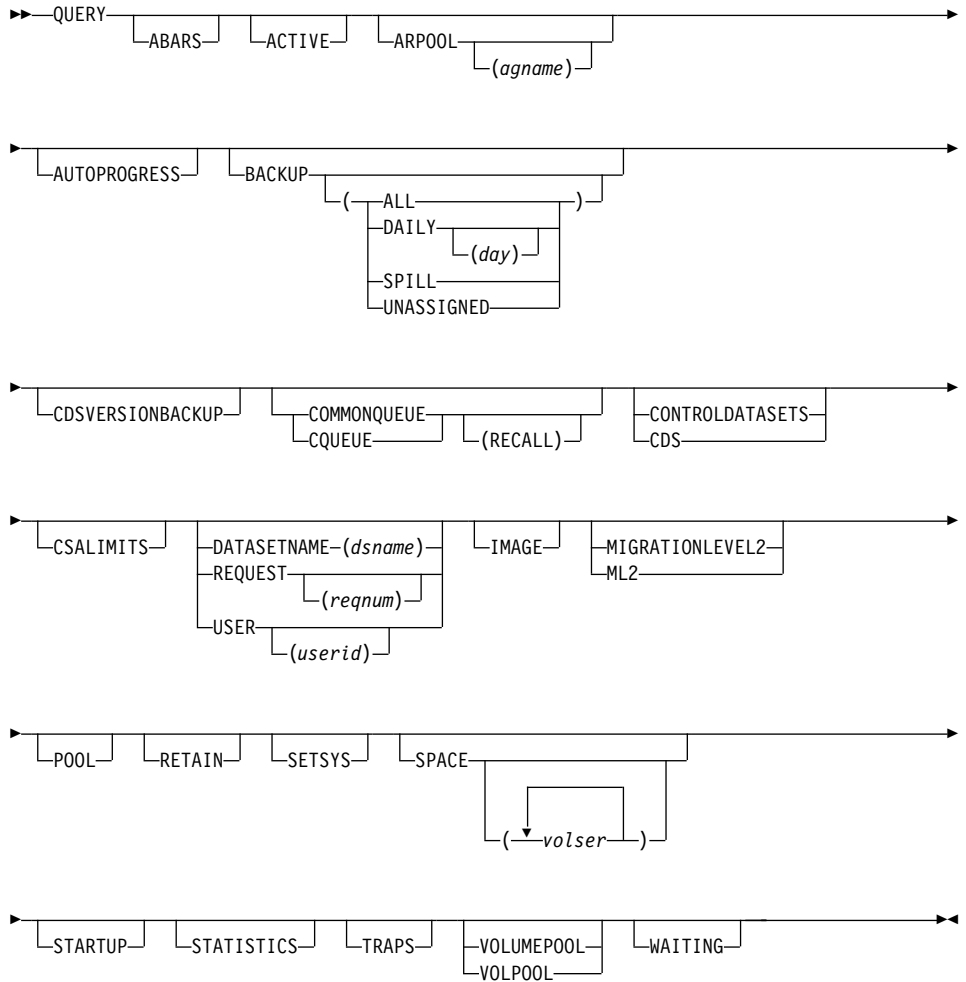 QUERY ABARS ACTIVE ARPOOL (agname)
AUTOPROGRESS BACKUP ( ALL )
DAILY (day)
SPILL
UNASSIGNED
CDSVERSIONBACKUP COMMONQUEUE (RECALL) CONTROLDATASETS
CQUEUE CDS
CSALIMITS DATASETNAME (dsname) IMAGE MIGRATIONLEVEL2
REQUEST (reqnum) ML2
USER (userid)
POOL RETAIN SETSYS SPACE
( volser )
STARTUP STATISTICS TRAPS VOLUMEPOOL WAITING
VOLPOOL